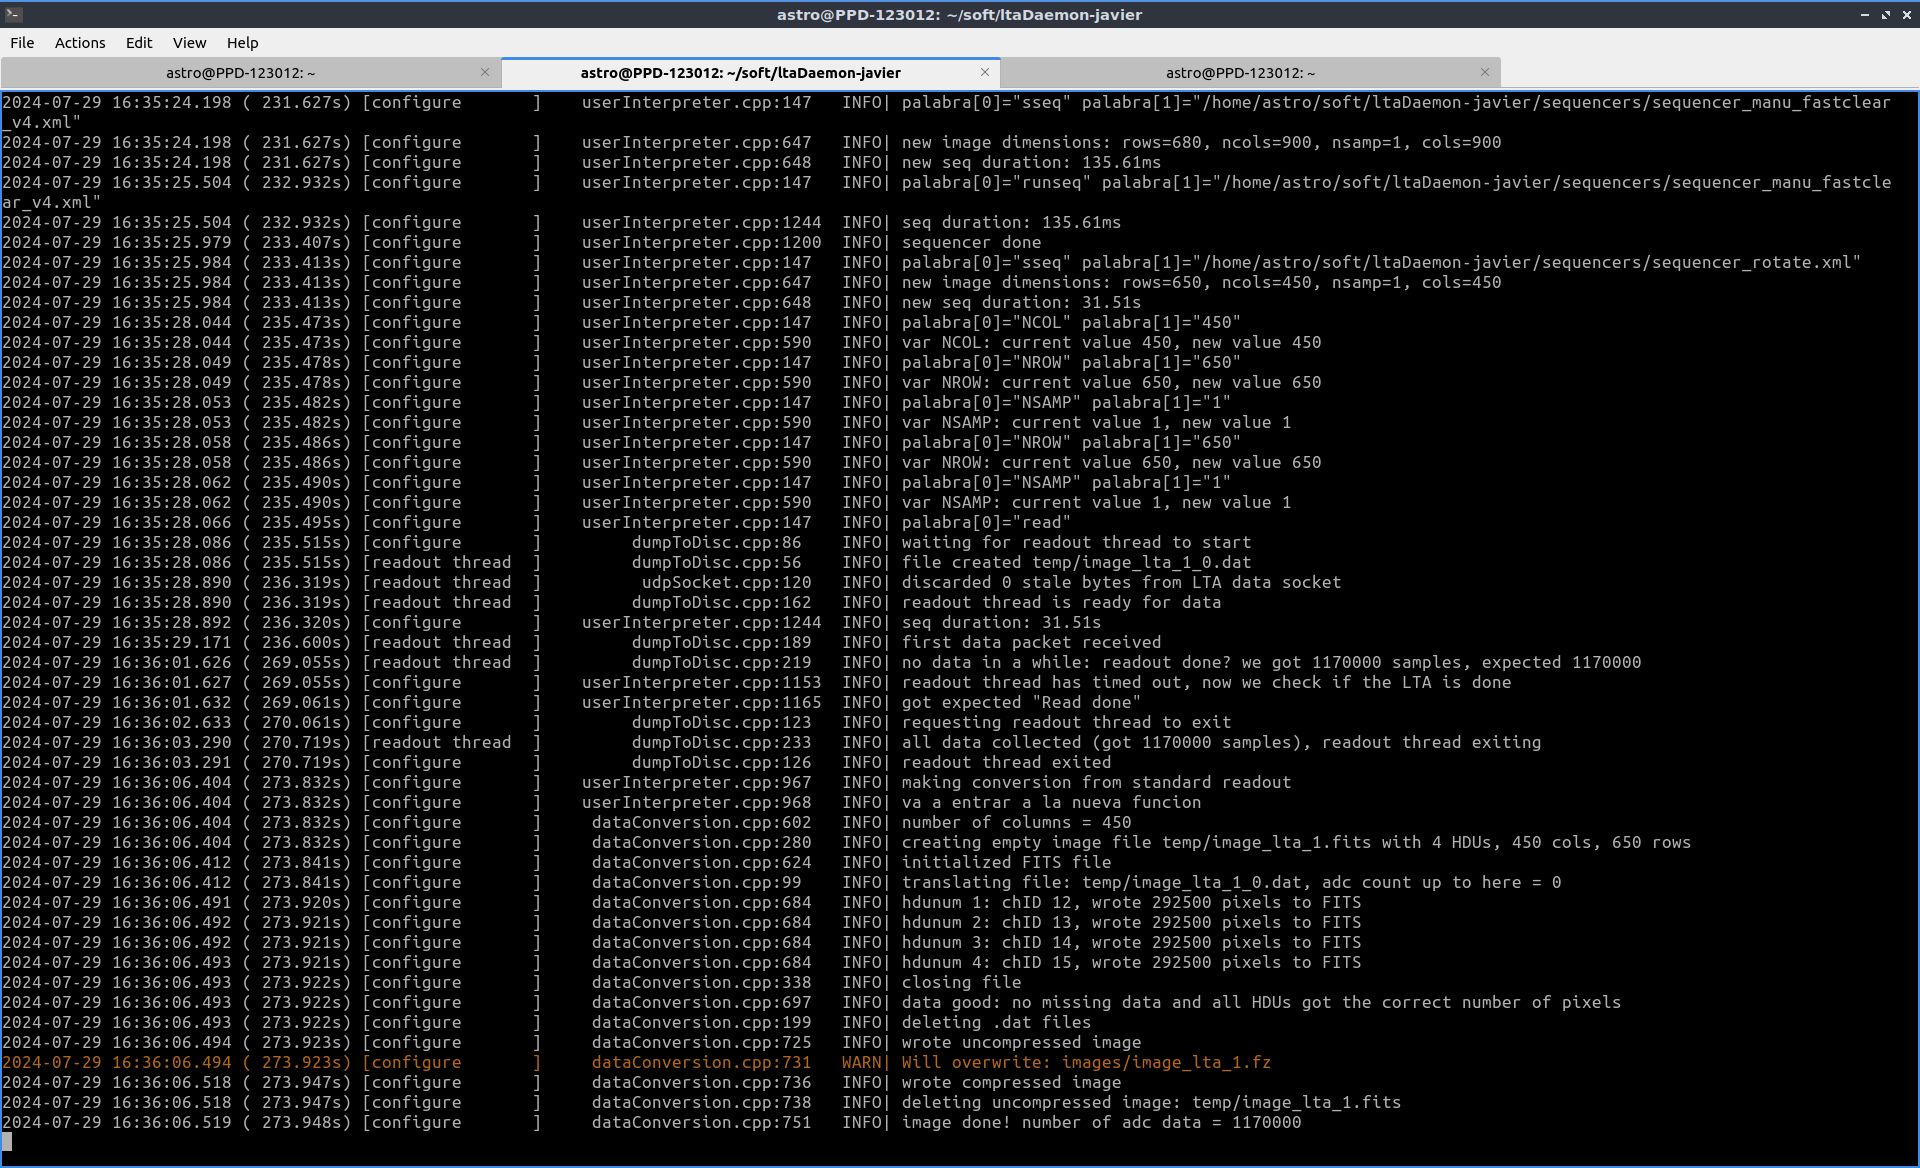 astro@PPD-123012: ~/soft/ltaDaemon-javier
File Actions Edit View Help
astro@PPD-123012: ~ astro@PPD-123012: ~/soft/ltaDaemon-javier astro@PPD-123012: ~
2024-07-29 16:35:24.198 ( 231.627s) [configure ] userInterpreter.cpp:147 INFO| palabra[0]="sseq" palabra[1]="/home/astro/soft/ltaDaemon-javier/sequencers/sequencer_manu_fastclear
_v4.xml"
2024-07-29 16:35:24.198 ( 231.627s) [configure ] userInterpreter.cpp:647 INFO| new image dimensions: rows=680, ncols=900, nsamp=1, cols=900
2024-07-29 16:35:24.198 ( 231.627s) [configure ] userInterpreter.cpp:648 INFO| new seq duration: 135.61ms
2024-07-29 16:35:25.504 ( 232.932s) [configure ] userInterpreter.cpp:147 INFO| palabra[0]="runseq" palabra[1]="/home/astro/soft/ltaDaemon-javier/sequencers/sequencer_manu_fastcle
ar_v4.xml"
2024-07-29 16:35:25.504 ( 232.932s) [configure ] userInterpreter.cpp:1244 INFO| seq duration: 135.61ms
2024-07-29 16:35:25.979 ( 233.407s) [configure ] userInterpreter.cpp:1200 INFO| sequencer done
2024-07-29 16:35:25.984 ( 233.413s) [configure ] userInterpreter.cpp:147 INFO| palabra[0]="sseq" palabra[1]="/home/astro/soft/ltaDaemon-javier/sequencers/sequencer_rotate.xml"
2024-07-29 16:35:25.984 ( 233.413s) [configure ] userInterpreter.cpp:647 INFO| new image dimensions: rows=650, ncols=450, nsamp=1, cols=450
2024-07-29 16:35:25.984 ( 233.413s) [configure ] userInterpreter.cpp:648 INFO| new seq duration: 31.51s
2024-07-29 16:35:28.044 ( 235.473s) [configure ] userInterpreter.cpp:147 INFO| palabra[0]="NCOL" palabra[1]="450"
2024-07-29 16:35:28.044 ( 235.473s) [configure ] userInterpreter.cpp:590 INFO| var NCOL: current value 450, new value 450
2024-07-29 16:35:28.049 ( 235.478s) [configure ] userInterpreter.cpp:147 INFO| palabra[0]="NROW" palabra[1]="650"
2024-07-29 16:35:28.049 ( 235.478s) [configure ] userInterpreter.cpp:590 INFO| var NROW: current value 650, new value 650
2024-07-29 16:35:28.053 ( 235.482s) [configure ] userInterpreter.cpp:147 INFO| palabra[0]="NSAMP" palabra[1]="1"
2024-07-29 16:35:28.053 ( 235.482s) [configure ] userInterpreter.cpp:590 INFO| var NSAMP: current value 1, new value 1
2024-07-29 16:35:28.058 ( 235.486s) [configure ] userInterpreter.cpp:147 INFO| palabra[0]="NROW" palabra[1]="650"
2024-07-29 16:35:28.058 ( 235.486s) [configure ] userInterpreter.cpp:590 INFO| var NROW: current value 650, new value 650
2024-07-29 16:35:28.062 ( 235.490s) [configure ] userInterpreter.cpp:147 INFO| palabra[0]="NSAMP" palabra[1]="1"
2024-07-29 16:35:28.062 ( 235.490s) [configure ] userInterpreter.cpp:590 INFO| var NSAMP: current value 1, new value 1
2024-07-29 16:35:28.066 ( 235.495s) [configure ] userInterpreter.cpp:147 INFO| palabra[0]="read"
2024-07-29 16:35:28.086 ( 235.515s) [configure ] dumpToDisc.cpp:86 INFO| waiting for readout thread to start
2024-07-29 16:35:28.086 ( 235.515s) [readout thread ] dumpToDisc.cpp:56 INFO| file created temp/image_lta_1_0.dat
2024-07-29 16:35:28.890 ( 236.319s) [readout thread ] udpSocket.cpp:120 INFO| discarded 0 stale bytes from LTA data socket
2024-07-29 16:35:28.890 ( 236.319s) [readout thread ] dumpToDisc.cpp:162 INFO| readout thread is ready for data
2024-07-29 16:35:28.892 ( 236.320s) [configure ] userInterpreter.cpp:1244 INFO| seq duration: 31.51s
2024-07-29 16:35:29.171 ( 236.600s) [readout thread ] dumpToDisc.cpp:189 INFO| first data packet received
2024-07-29 16:36:01.626 ( 269.055s) [readout thread ] dumpToDisc.cpp:219 INFO| no data in a while: readout done? we got 1170000 samples, expected 1170000
2024-07-29 16:36:01.627 ( 269.055s) [configure ] userInterpreter.cpp:1153 INFO| readout thread has timed out, now we check if the LTA is done
2024-07-29 16:36:01.632 ( 269.061s) [configure ] userInterpreter.cpp:1165 INFO| got expected "Read done"
2024-07-29 16:36:02.633 ( 270.061s) [configure ] dumpToDisc.cpp:123 INFO| requesting readout thread to exit
2024-07-29 16:36:03.290 ( 270.719s) [readout thread ] dumpToDisc.cpp:233 INFO| all data collected (got 1170000 samples), readout thread exiting
2024-07-29 16:36:03.291 ( 270.719s) [configure ] dumpToDisc.cpp:126 INFO| readout thread exited
2024-07-29 16:36:06.404 ( 273.832s) [configure ] userInterpreter.cpp:967 INFO| making conversion from standard readout
2024-07-29 16:36:06.404 ( 273.832s) [configure ] userInterpreter.cpp:968 INFO| va a entrar a la nueva funcion
2024-07-29 16:36:06.404 ( 273.832s) [configure ] dataConversion.cpp:602 INFO| number of columns = 450
2024-07-29 16:36:06.404 ( 273.832s) [configure ] dataConversion.cpp:280 INFO| creating empty image file temp/image_lta_1.fits with 4 HDUs, 450 cols, 650 rows
2024-07-29 16:36:06.412 ( 273.841s) [configure ] dataConversion.cpp:624 INFO| initialized FITS file
2024-07-29 16:36:06.412 ( 273.841s) [configure ] dataConversion.cpp:99 INFO| translating file: temp/image_lta_1_0.dat, adc count up to here = 0
2024-07-29 16:36:06.491 ( 273.920s) [configure ] dataConversion.cpp:684 INFO| hdunum 1: chID 12, wrote 292500 pixels to FITS
2024-07-29 16:36:06.492 ( 273.921s) [configure ] dataConversion.cpp:684 INFO| hdunum 2: chID 13, wrote 292500 pixels to FITS
2024-07-29 16:36:06.492 ( 273.921s) [configure ] dataConversion.cpp:684 INFO| hdunum 3: chID 14, wrote 292500 pixels to FITS
2024-07-29 16:36:06.493 ( 273.921s) [configure ] dataConversion.cpp:684 INFO| hdunum 4: chID 15, wrote 292500 pixels to FITS
2024-07-29 16:36:06.493 ( 273.922s) [configure ] dataConversion.cpp:338 INFO| closing file
2024-07-29 16:36:06.493 ( 273.922s) [configure ] dataConversion.cpp:697 INFO| data good: no missing data and all HDUs got the correct number of pixels
2024-07-29 16:36:06.493 ( 273.922s) [configure ] dataConversion.cpp:199 INFO| deleting .dat files
2024-07-29 16:36:06.494 ( 273.923s) [configure ] dataConversion.cpp:725 INFO| wrote uncompressed image
2024-07-29 16:36:06.494 ( 273.923s) [configure ] dataConversion.cpp:731 WARN| Will overwrite: images/image_lta_1.fz
2024-07-29 16:36:06.518 ( 273.947s) [configure ] dataConversion.cpp:736 INFO| wrote compressed image
2024-07-29 16:36:06.518 ( 273.947s) [configure ] dataConversion.cpp:738 INFO| deleting uncompressed image: temp/image_lta_1.fits
2024-07-29 16:36:06.519 ( 273.948s) [configure ] dataConversion.cpp:751 INFO| image done! number of adc data = 1170000